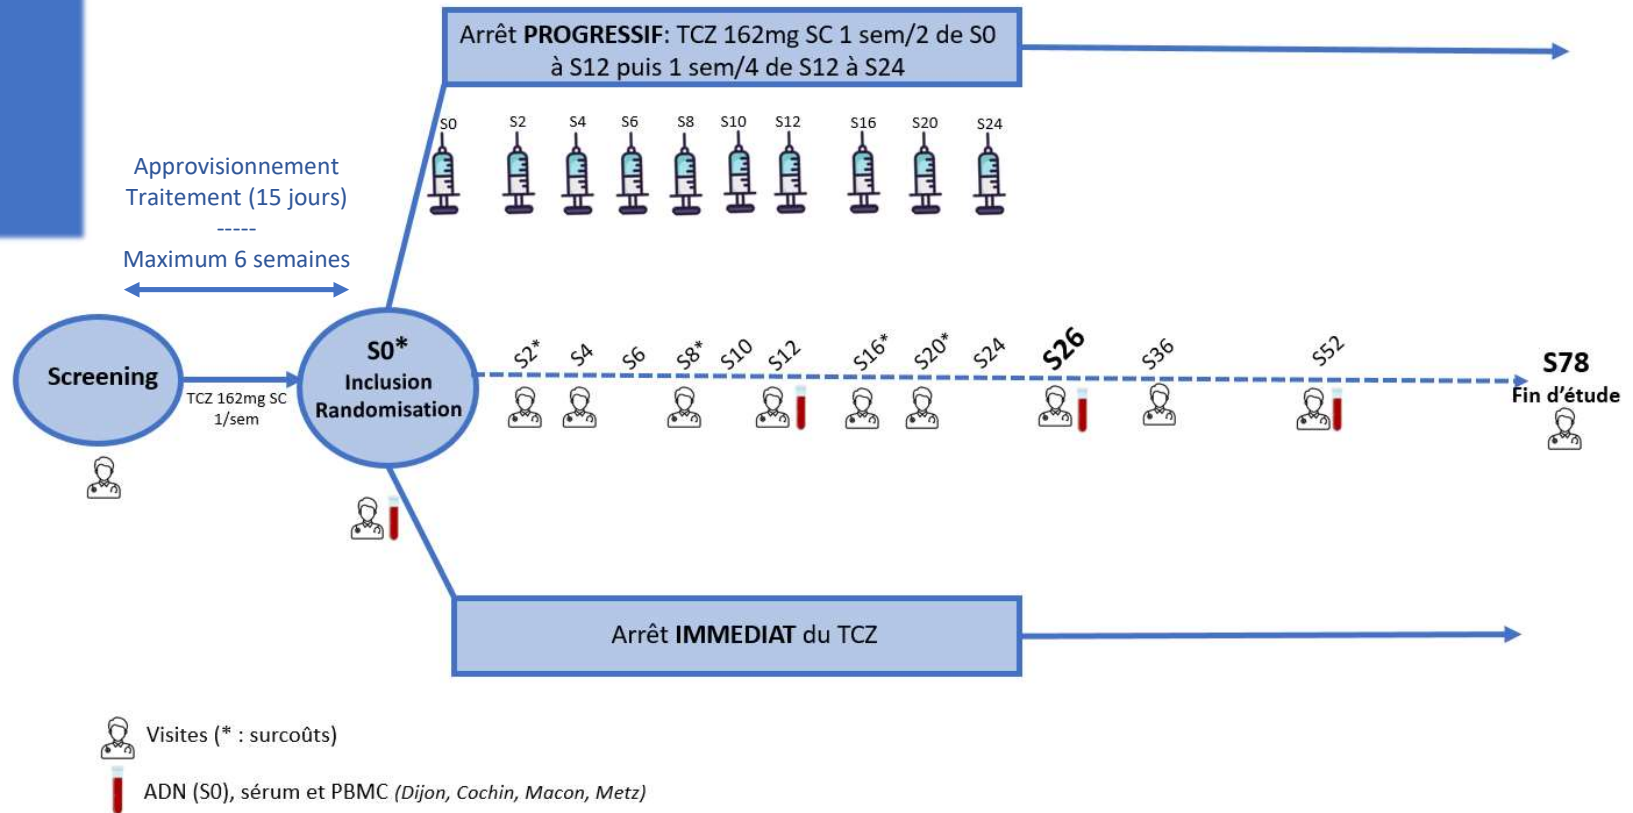 Arrêt PROGRESSIF: TCZ 162mg SC 1 sem/2 de S0
à S12 puis 1 sem/4 de S12 à S24
S0 S2 S4 S6 S8 S10 S12 S16 S20 S24
Approvisionnement
Traitement (15 jours)
-----
Maximum 6 semaines
Screening
TCZ 162mg SC
1/sem
S0*
Inclusion
Randomisation
S2* S4 S6 S8* S10 S12 S16* S20* S24 S26 S36 S52
S78
Fin d'étude
Arrêt IMMEDIAT du TCZ
Visites (* : surcoûts)
ADN (S0), sérum et PBMC (Dijon, Cochin, Macon, Metz)